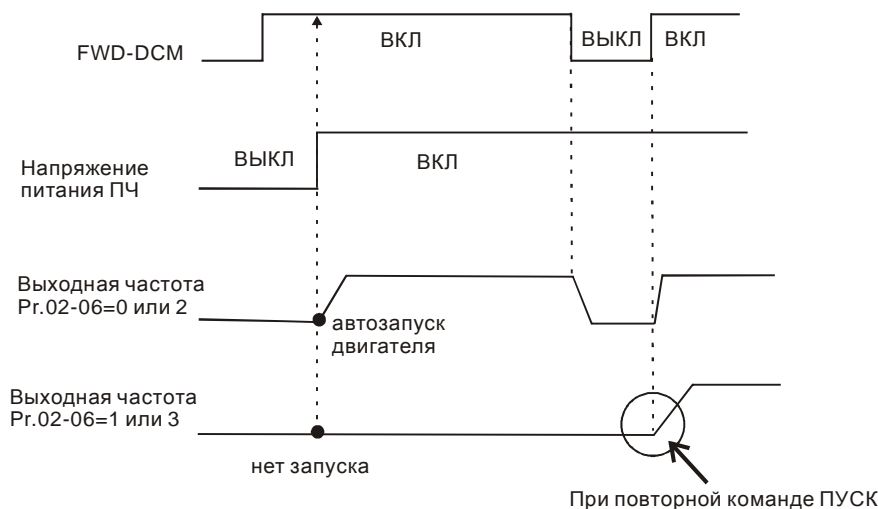 FWD-DCM
ВКЛ
ВЫКЛ
ВКЛ
Напряжение
питания ПЧ
ВЫКЛ
ВКЛ
Выходная частота
Pr.02-06=0 или 2
автозапуск
двигателя
Выходная частота
Pr.02-06=1 или 3
нет запуска
При повторной команде ПУСК